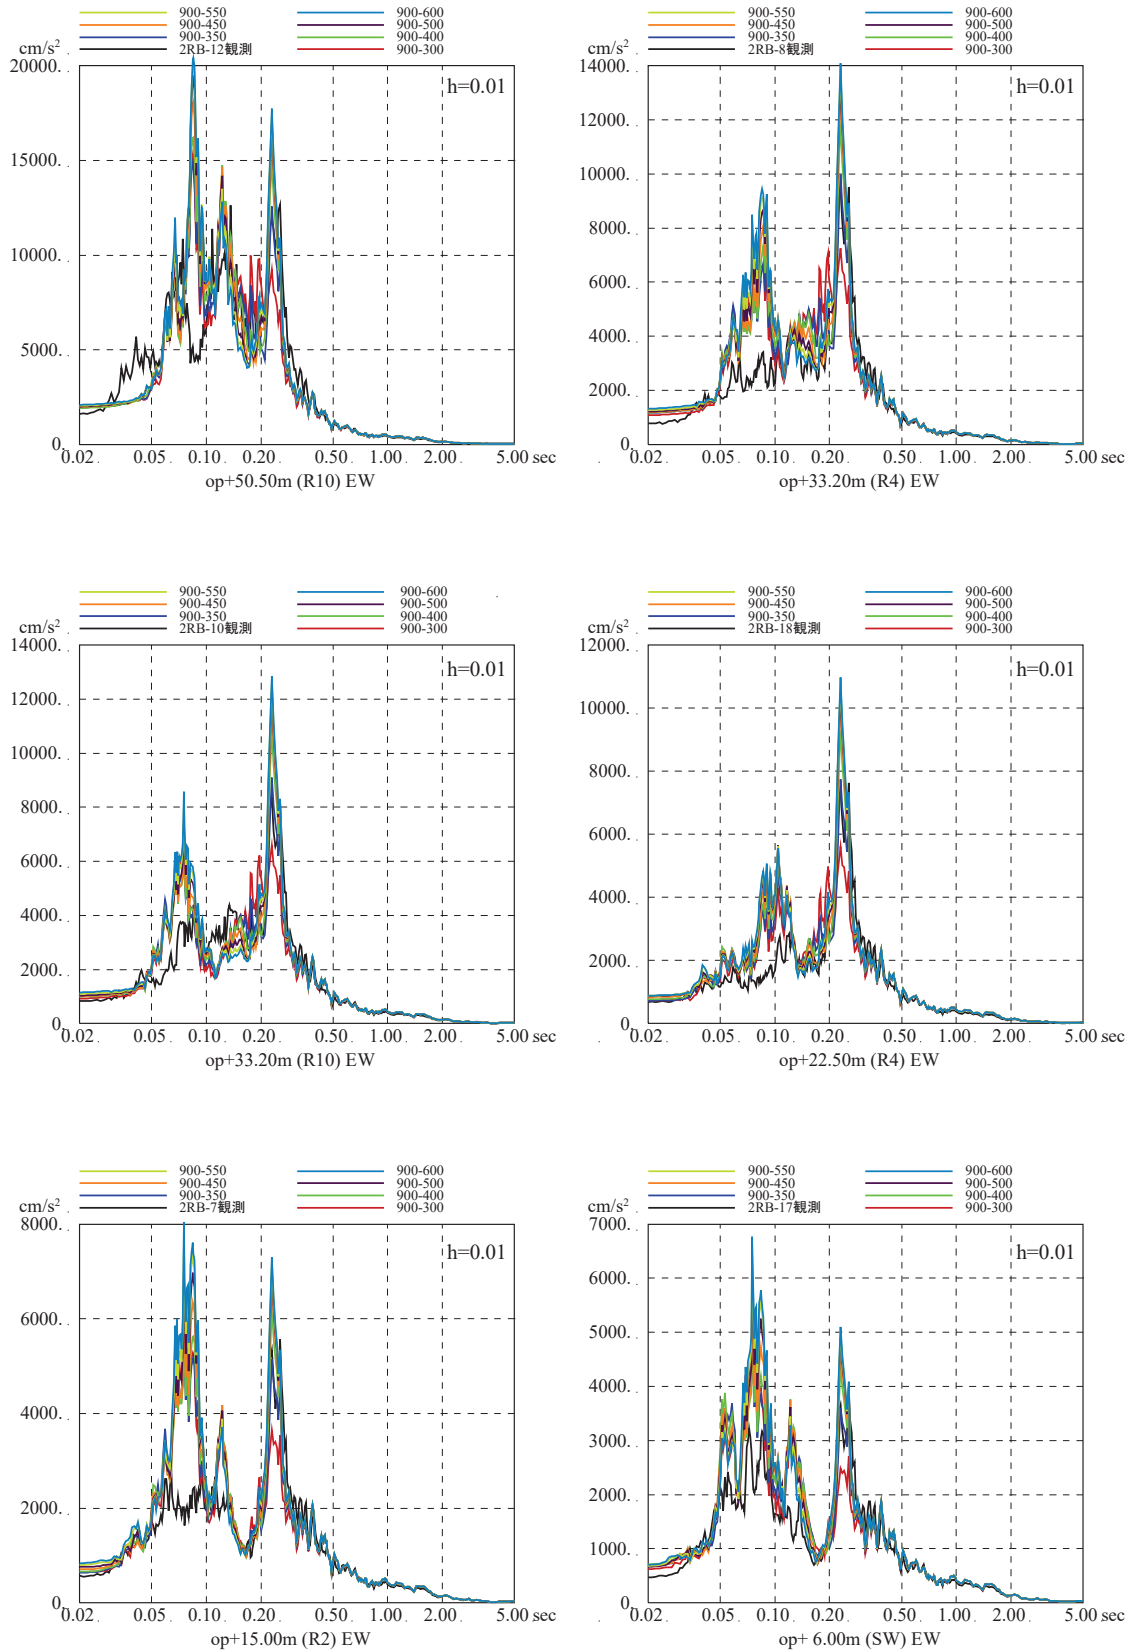 900-550 900-600
900-450 900-500
900-350 900-400
2RB-12観測 900-300
cm/s²
h=0.01
20000.
15000.
10000.
5000.
0.
0.02 0.05 0.10 0.20 0.50 1.00 2.00 5.00 sec
op+50.50m (R10) EW
900-550 900-600
900-450 900-500
900-350 900-400
2RB-8観測 900-300
cm/s²
h=0.01
14000.
12000.
10000.
8000.
6000.
4000.
2000.
0.
0.02 0.05 0.10 0.20 0.50 1.00 2.00 5.00 sec
op+33.20m (R4) EW
900-550 900-600
900-450 900-500
900-350 900-400
2RB-10観測 900-300
cm/s²
h=0.01
14000.
12000.
10000.
8000.
6000.
4000.
2000.
0.
0.02 0.05 0.10 0.20 0.50 1.00 2.00 5.00 sec
op+33.20m (R10) EW
900-550 900-600
900-450 900-500
900-350 900-400
2RB-18観測 900-300
cm/s²
h=0.01
12000.
10000.
8000.
6000.
4000.
2000.
0.
0.02 0.05 0.10 0.20 0.50 1.00 2.00 5.00 sec
op+22.50m (R4) EW
900-550 900-600
900-450 900-500
900-350 900-400
2RB-7観測 900-300
cm/s²
h=0.01
8000.
6000.
4000.
2000.
0.
0.02 0.05 0.10 0.20 0.50 1.00 2.00 5.00 sec
op+15.00m (R2) EW
900-550 900-600
900-450 900-500
900-350 900-400
2RB-17観測 900-300
cm/s²
h=0.01
7000.
6000.
5000.
4000.
3000.
2000.
1000.
0.
0.02 0.05 0.10 0.20 0.50 1.00 2.00 5.00 sec
op+ 6.00m (SW) EW